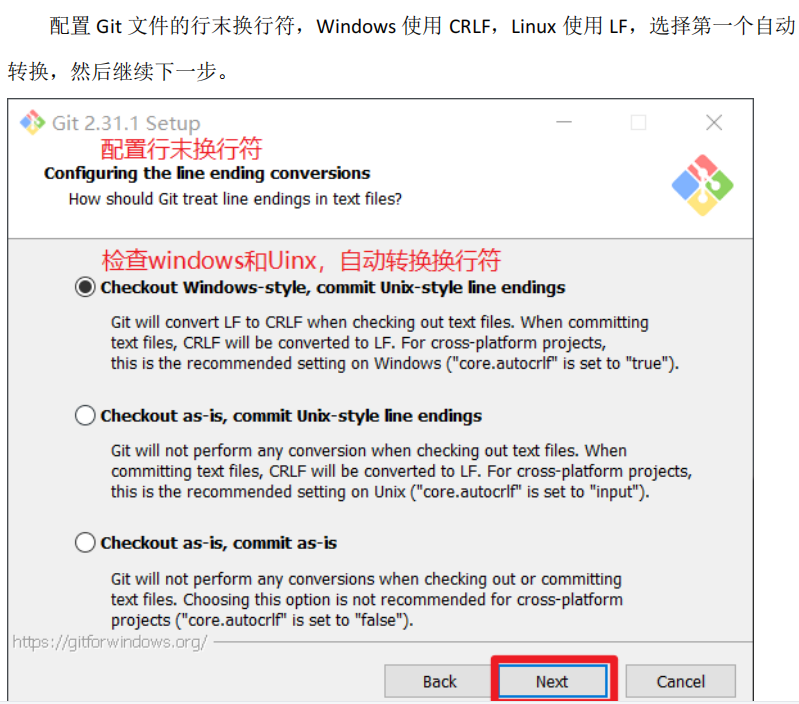 配置 Git 文件的行末换行符，Windows 使用 CRLF，Linux 使用 LF，选择第一个自动
转换，然后继续下一步。
Git 2.31.1 Setup
配置行末换行符
Configuring the line ending conversions
How should Git treat line endings in text files?
检查windows和Uinx，自动转换换行符
Checkout Windows-style, commit Unix-style line endings
Git will convert LF to CRLF when checking out text files. When committing
text files, CRLF will be converted to LF. For cross-platform projects,
this is the recommended setting on Windows ("core.autocrlf" is set to "true").
Checkout as-is, commit Unix-style line endings
Git will not perform any conversion when checking out text files. When
committing text files, CRLF will be converted to LF. For cross-platform projects,
this is the recommended setting on Unix ("core.autocrlf" is set to "input").
Checkout as-is, commit as-is
Git will not perform any conversions when checking out or committing
text files. Choosing this option is not recommended for cross-platform
projects ("core.autocrlf" is set to "false").
https://gitforwindows.org/
Back Next Cancel